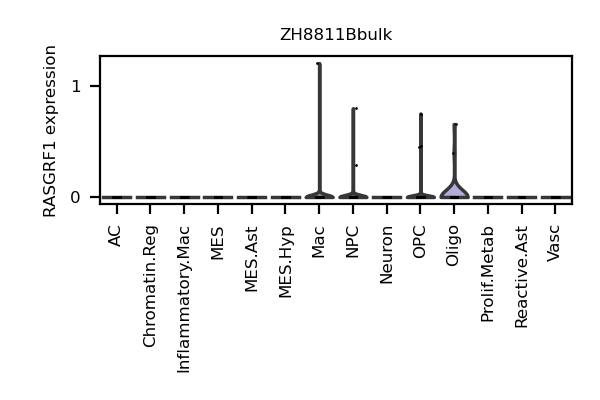 ZH8811Bbulk
RASGRF1 expression
1
0
AC
Chromatin.Reg
Inflammatory.Mac
MES
MES.Ast
MES.Hyp
Mac
NPC
Neuron
OPC
Oligo
Prolif.Metab
Reactive.Ast
Vasc